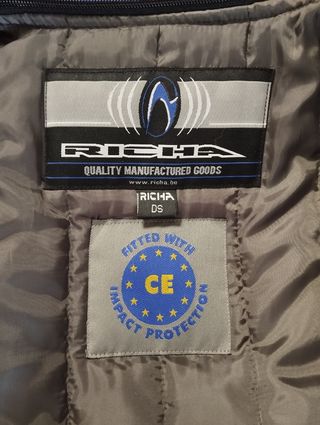 RICHA
QUALITY MANUFACTURED GOODS
www.richa.be
RICHA
DS
FITTED WITH
CE
IMPACT PROTECTION